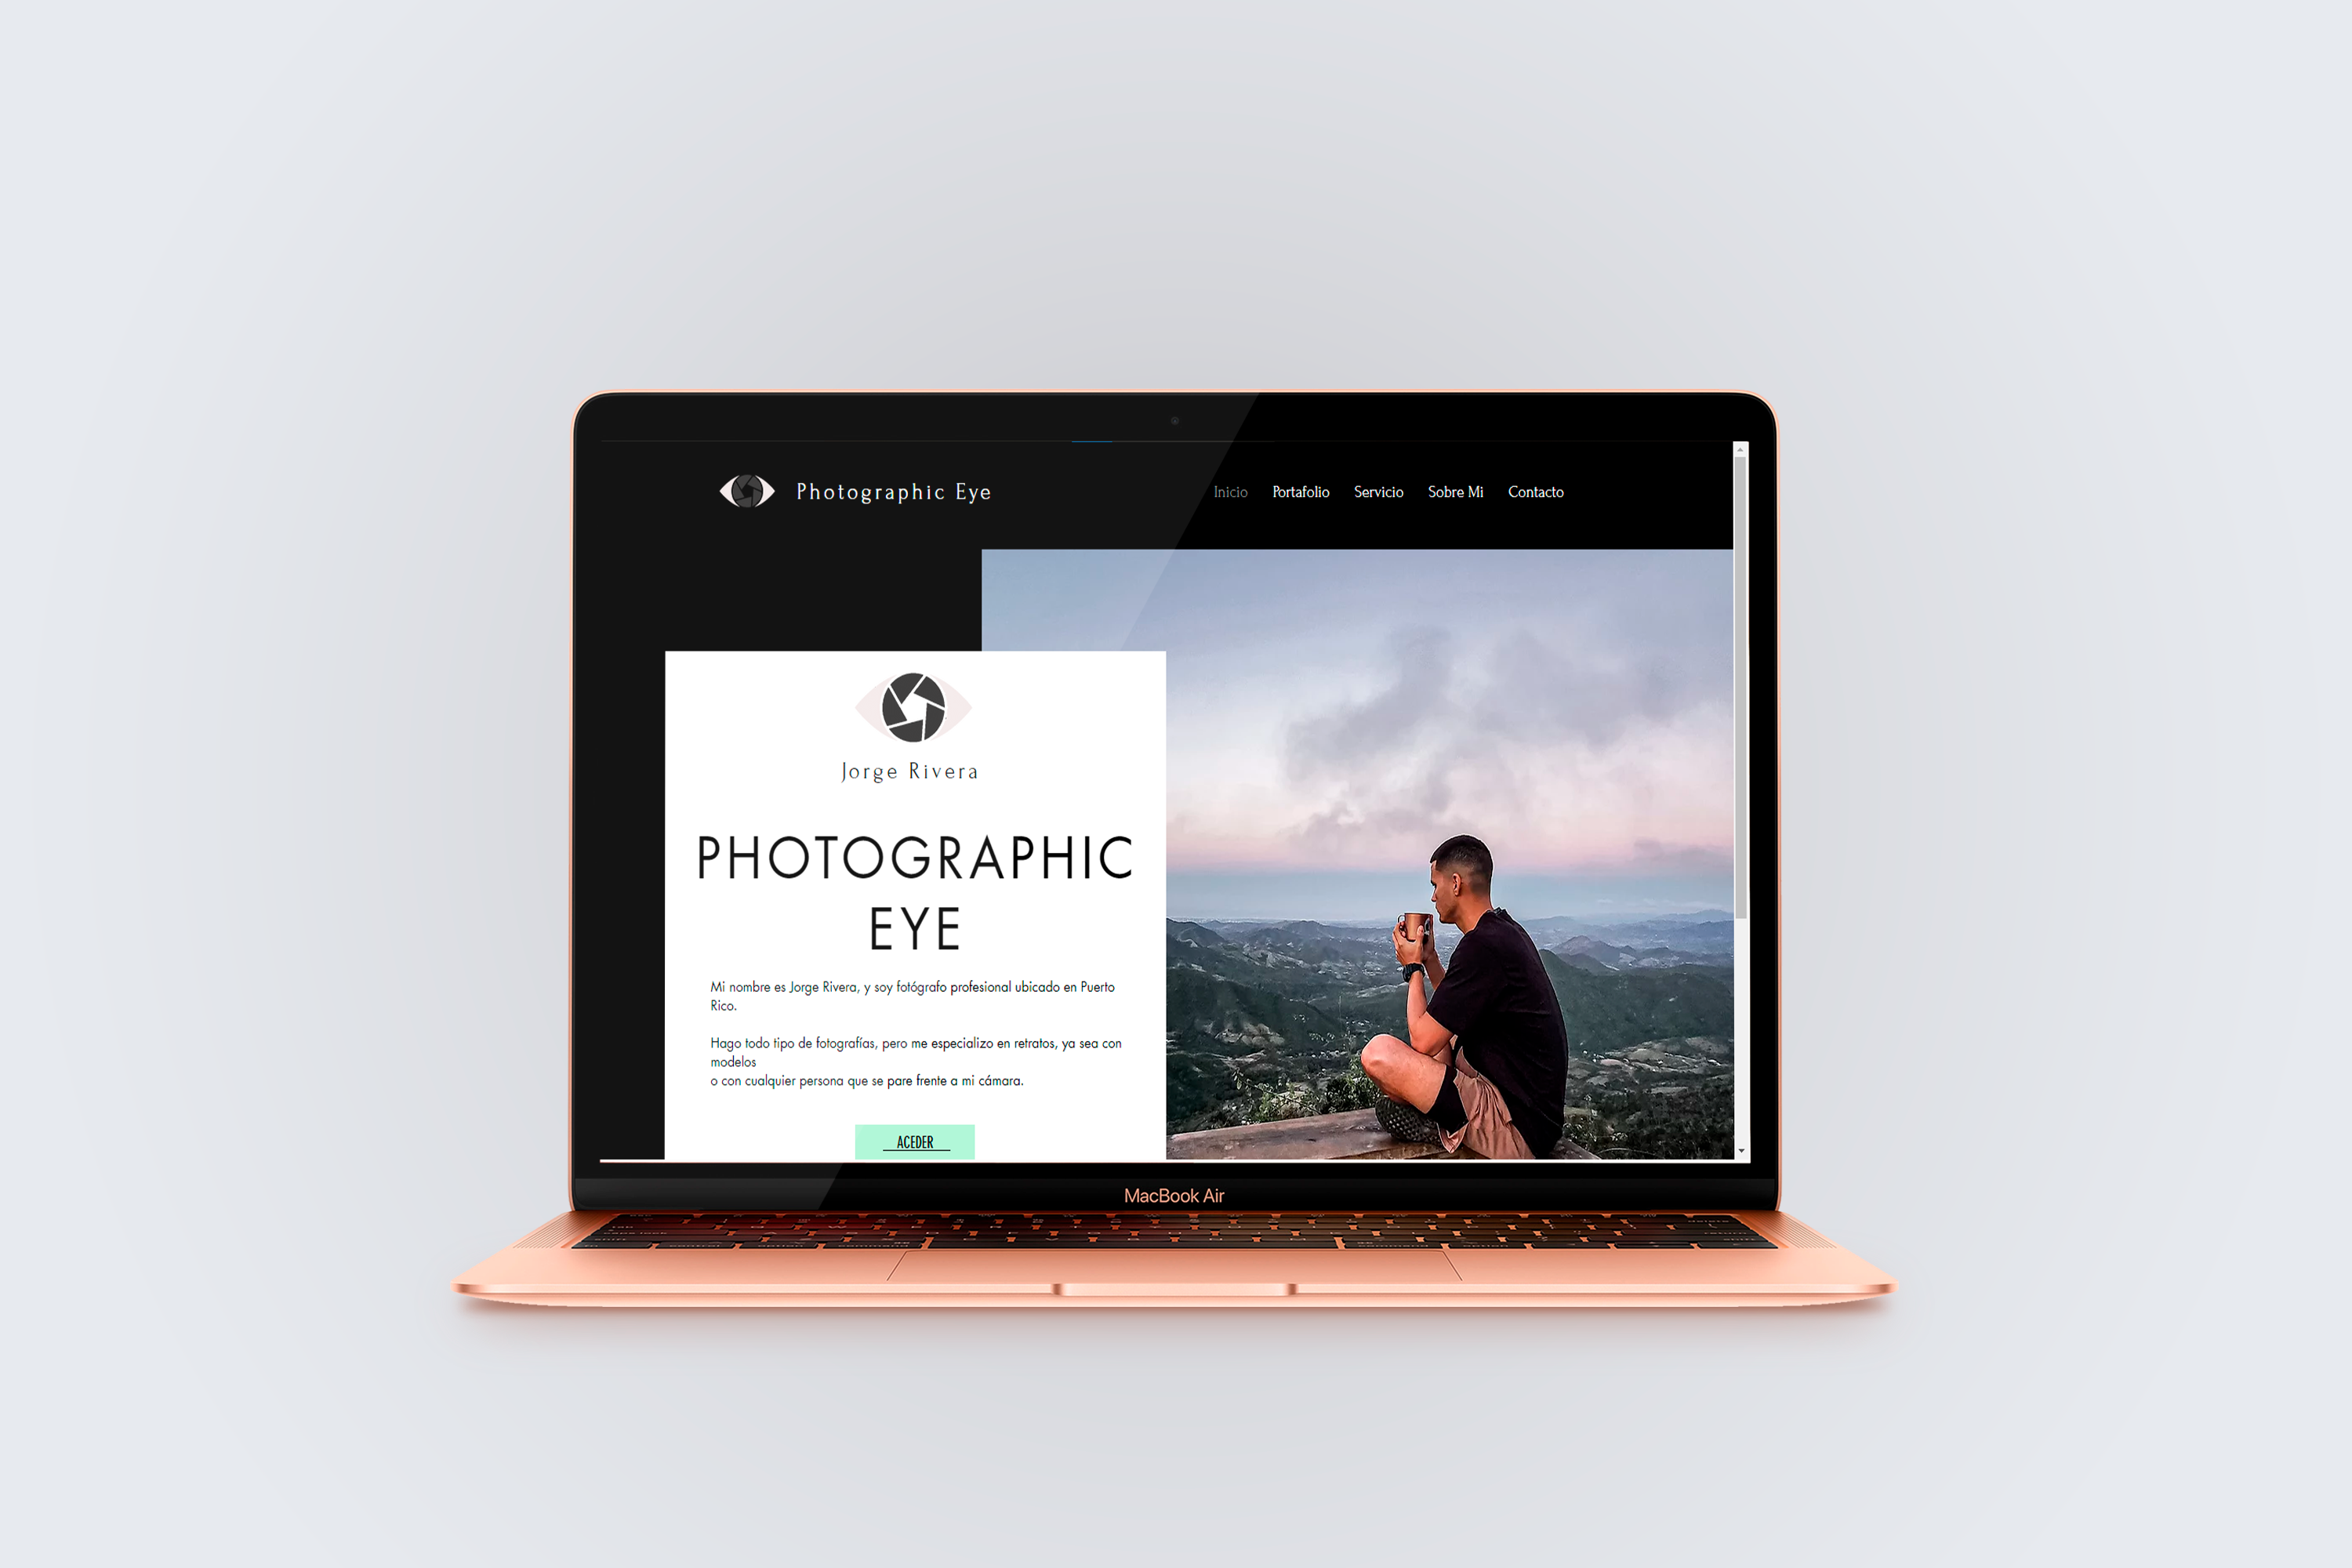 Photographic Eye
Inicio Portafolio Servicio Sobre Mi Contacto
Jorge Rivera
PHOTOGRAPHIC
EYE
Mi nombre es Jorge Rivera, y soy fotógrafo profesional ubicado en Puerto
Rico.
Hago todo tipo de fotografías, pero me especializo en retratos, ya sea con
modelos
o con cualquier persona que se pare frente a mi cámara.
ACEDER
MacBook Air